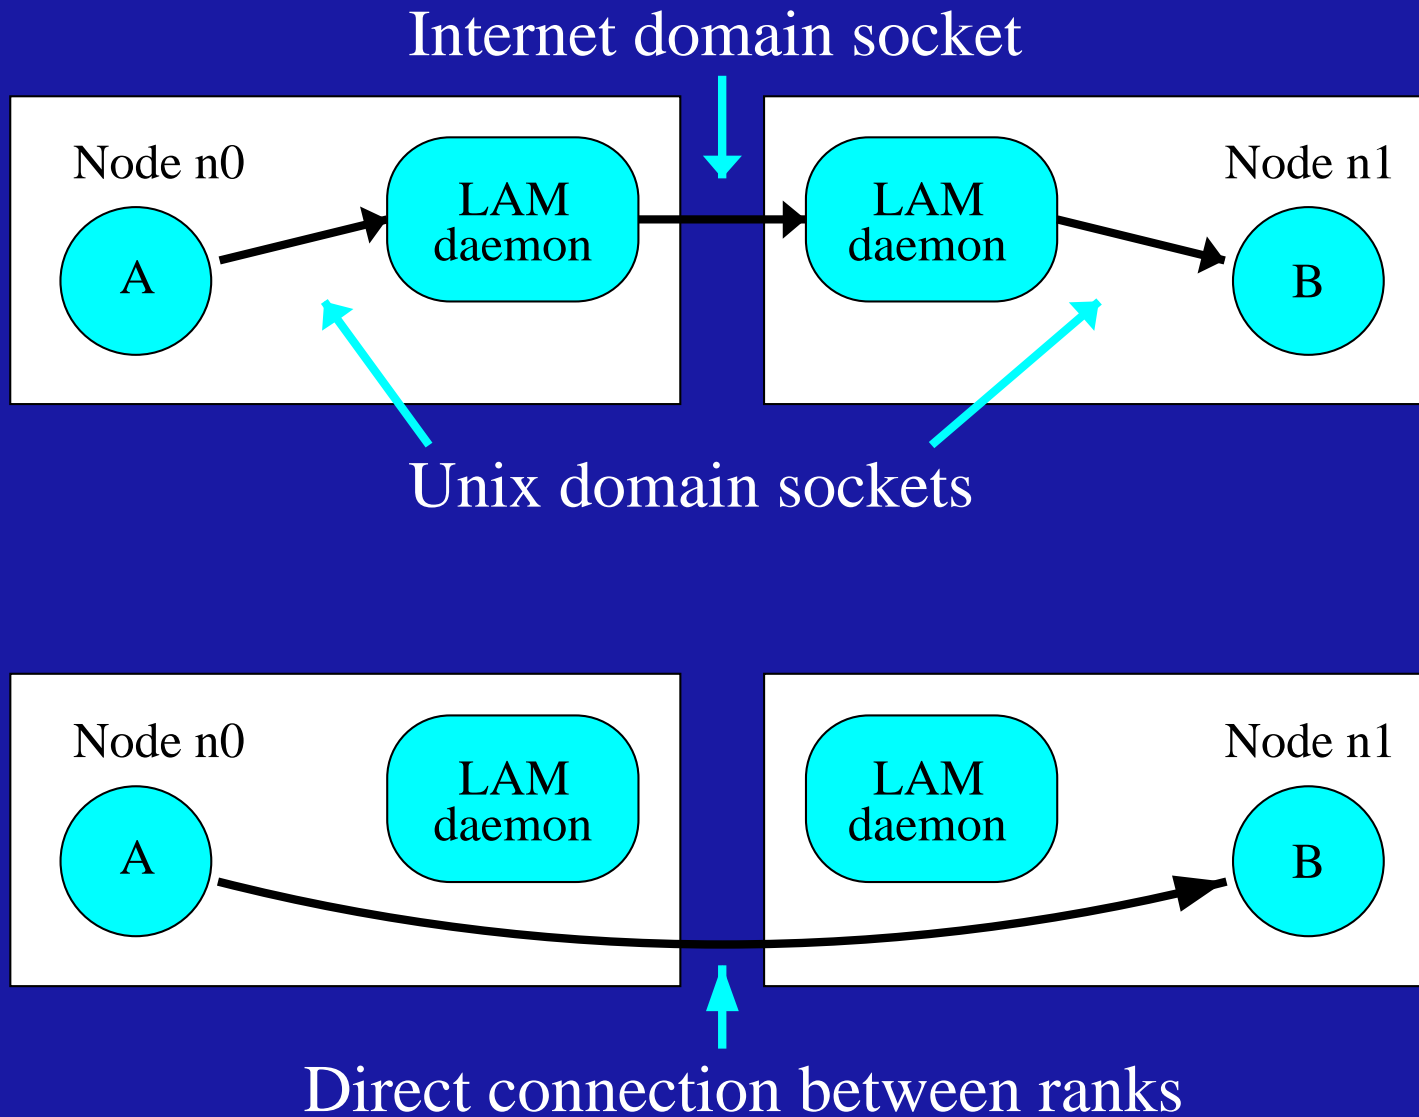 Internet domain socket
Node n0
LAM
daemon
A
LAM
daemon
Node n1
B
Unix domain sockets
Node n0
LAM
daemon
A
LAM
daemon
Node n1
B
Direct connection between ranks